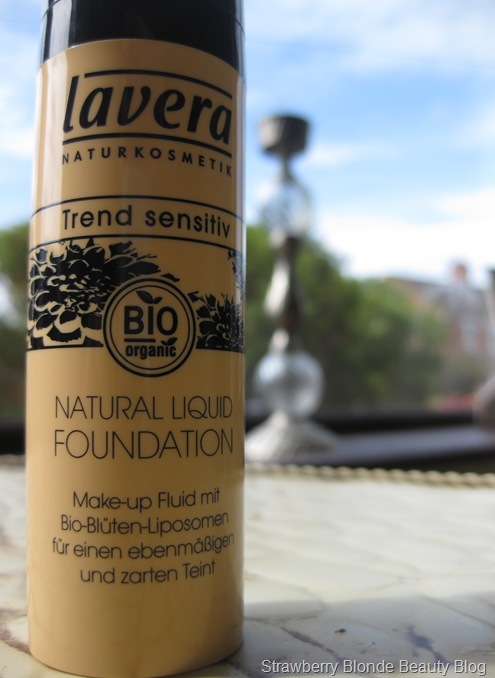 lavera
NATURKOSMETIK
Trend sensitiv
BIO
organic
NATURAL LIQUID
FOUNDATION
Make-up Fluid mit
Bio-Blüten-Liposomen
für einen ebenmäßigen
und zarten Teint
Strawberry Blonde Beauty Blog